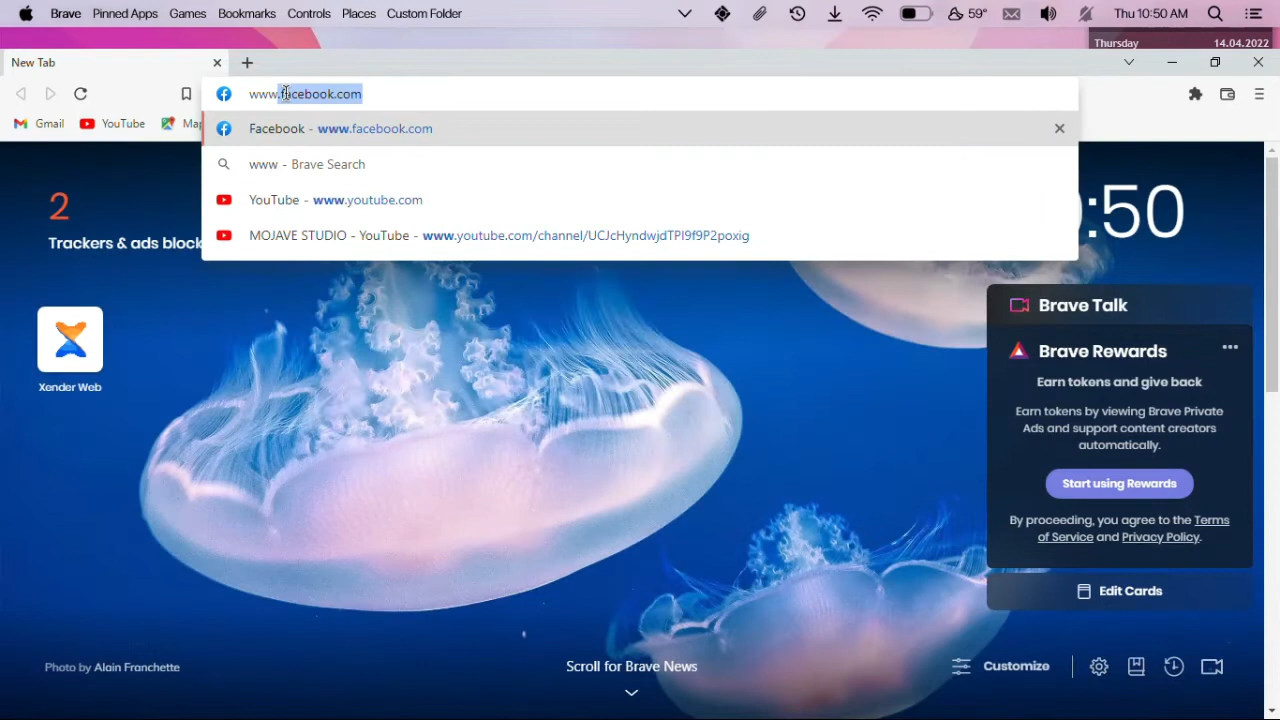 Brave Pinned Apps Games Bookmarks Controls Places Custom Folder 59° Thu 10:50 AM
Thursday 14.04.2022
New Tab
www.facebook.com
Facebook - www.facebook.com
Gmail YouTube Map
www - Brave Search
YouTube - www.youtube.com
MOJAVE STUDIO - YouTube - www.youtube.com/channel/UCJcHyndwjdTPl9f9P2poxig
2
Trackers & ads block
:50
Xender Web
Brave Talk
Brave Rewards
Earn tokens and give back
Earn tokens by viewing Brave Private
Ads and support content creators
automatically.
Start using Rewards
By proceeding, you agree to the Terms
of Service and Privacy Policy.
Edit Cards
Photo by Alain Franchette
Scroll for Brave News
Customize